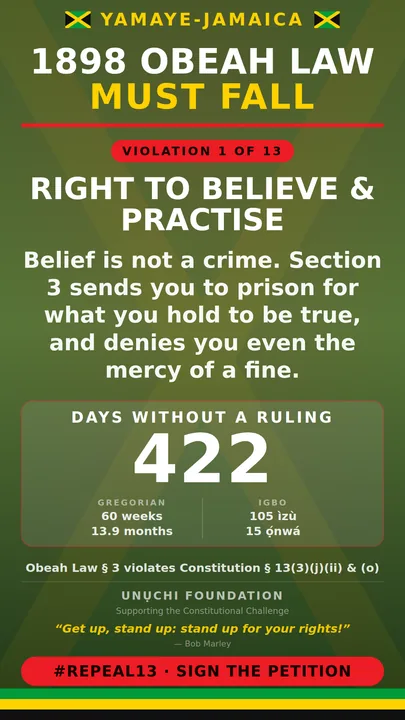 YAMAYE-JAMAICA
1898 OBEAH LAW
MUST FALL
VIOLATION 1 OF 13
RIGHT TO BELIEVE &
PRACTISE
Belief is not a crime. Section
3 sends you to prison for
what you hold to be true,
and denies you even the
mercy of a fine.
DAYS WITHOUT A RULING
422
GREGORIAN
60 weeks
13.9 months
IGBO
105 ìzù
15 ọ́nwá
Obeah Law § 3 violates Constitution § 13(3)(j)(ii) & (o)
UNỤCHI FOUNDATION
Supporting the Constitutional Challenge
“Get up, stand up: stand up for your rights!”
— Bob Marley
#REPEAL13 · SIGN THE PETITION